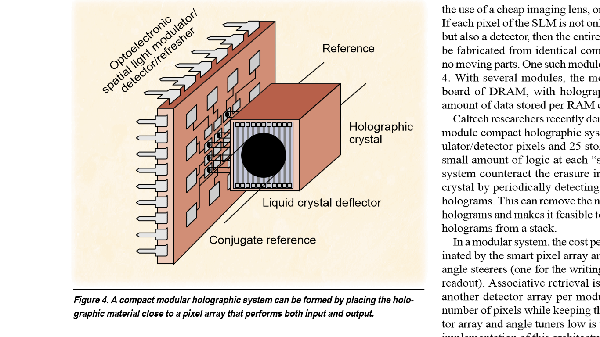 Optoelectronic
spatial light modulator/
detector/refresher
Reference
Holographic
crystal
Liquid crystal deflector
Conjugate reference
Figure 4. A compact modular holographic system can be formed by placing the holo-
graphic material close to a pixel array that performs both input and output.
the use of a cheap imaging lens, o
If each pixel of the SLM is not onl
but also a detector, then the entire
be fabricated from identical com
no moving parts. One such modul
4. With several modules, the m
board of DRAM, with hologra
amount of data stored per RAM c
Caltech researchers recently de
module compact holographic syst
ulator/detector pixels and 25 sto
small amount of logic at each "s
system counteract the erasure in
crystal by periodically detecting
holograms. This can remove the n
holograms and makes it feasible to
holograms from a stack.
In a modular system, the cost pe
inated by the smart pixel array an
angle steerers (one for the writing
readout). Associative retrieval is
another detector array per modu
number of pixels while keeping th
tor array and angle tuners low is